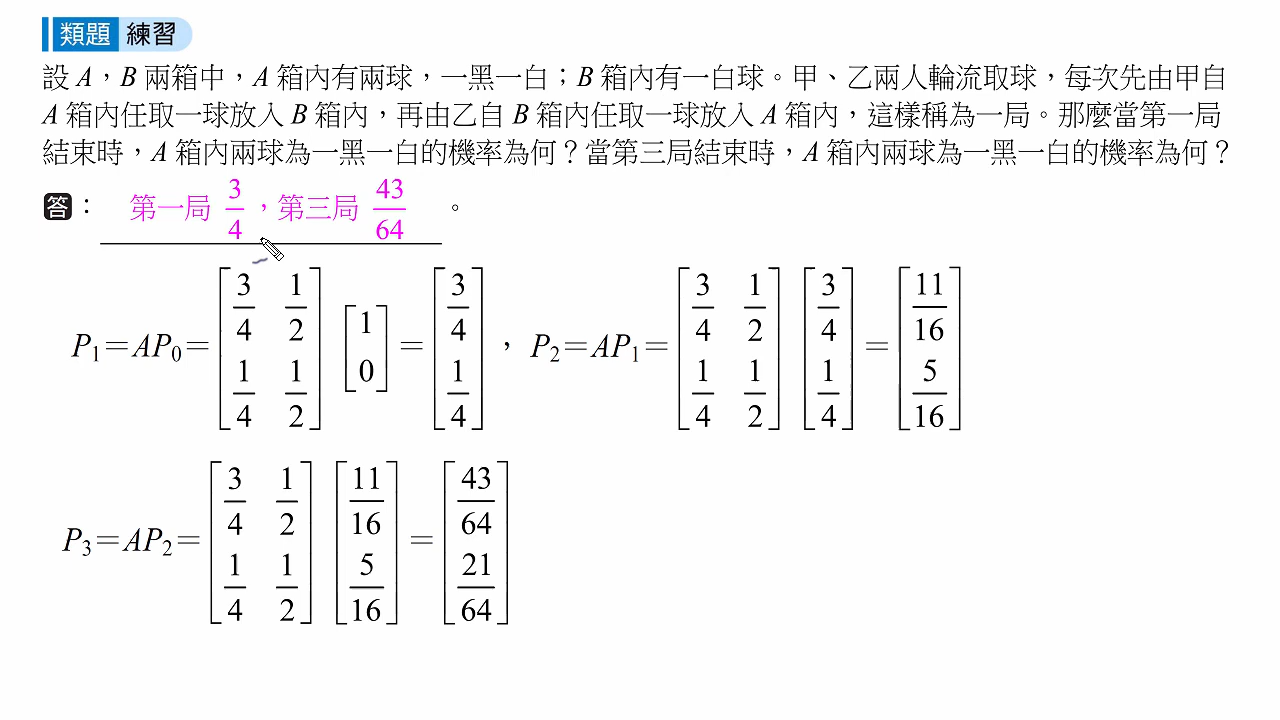 類題 練習
設 A，B 兩箱中，A 箱內有兩球，一黑一白；B 箱內有一白球。甲、乙兩人輪流取球，每次先由甲自
A 箱內任取一球放入 B 箱內，再由乙自 B 箱內任取一球放入 A 箱內，這樣稱為一局。那麼當第一局
結束時，A 箱內兩球為一黑一白的機率為何？當第三局結束時，A 箱內兩球為一黑一白的機率為何？
答：第一局 3/4，第三局 43/64。
P₁＝AP₀＝[3/4 1/2; 1/4 1/2][1; 0]＝[3/4; 1/4]，P₂＝AP₁＝[3/4 1/2; 1/4 1/2][3/4; 1/4]＝[11/16; 5/16]
P₃＝AP₂＝[3/4 1/2; 1/4 1/2][11/16; 5/16]＝[43/64; 21/64]